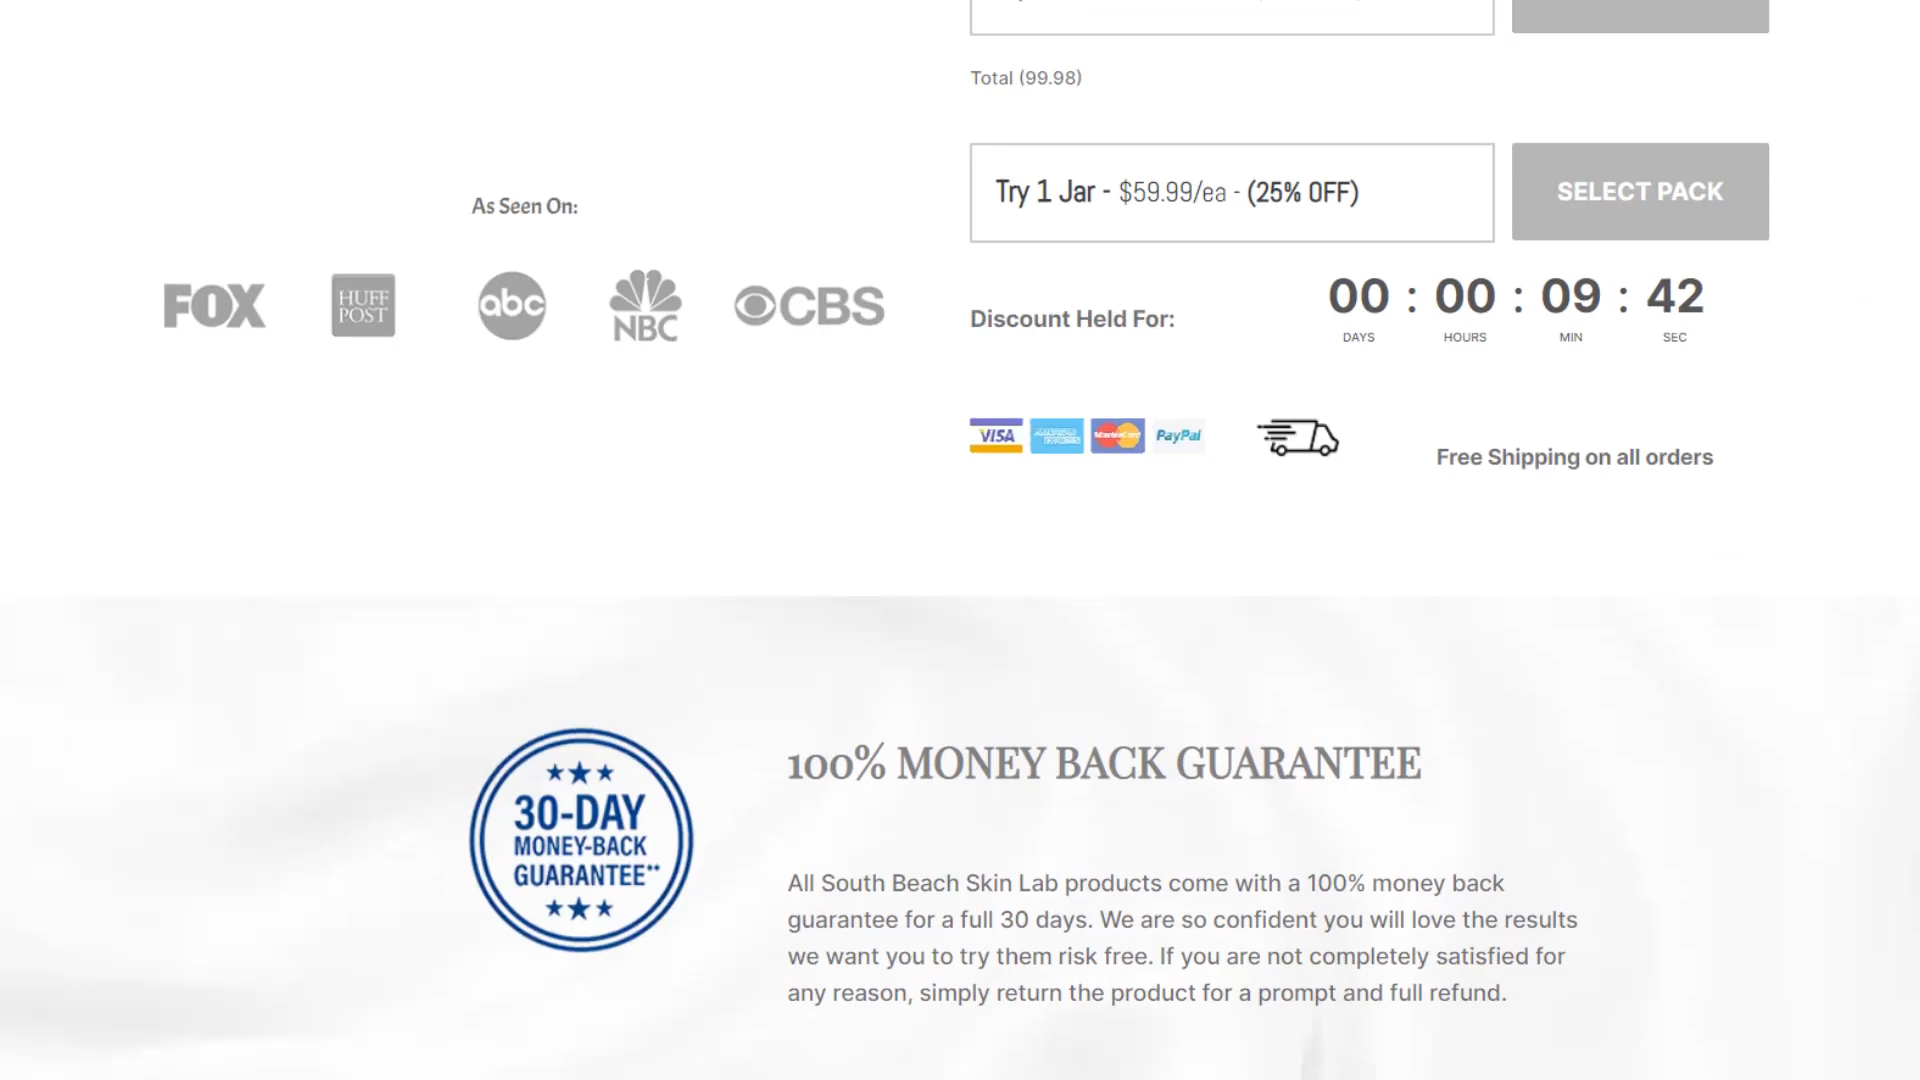 Total (99.98)
Try 1 Jar - $59.99/ea - (25% OFF)
SELECT PACK
As Seen On:
FOX
HUFF
POST
abc
NBC
CBS
Discount Held For:
00 : 00 : 09 : 42
DAYS HOURS MIN SEC
VISA
AMERICAN
EXPRESS
MasterCard
PayPal
Free Shipping on all orders
30-DAY
MONEY-BACK
GUARANTEE**
100% MONEY BACK GUARANTEE
All South Beach Skin Lab products come with a 100% money back
guarantee for a full 30 days. We are so confident you will love the results
we want you to try them risk free. If you are not completely satisfied for
any reason, simply return the product for a prompt and full refund.